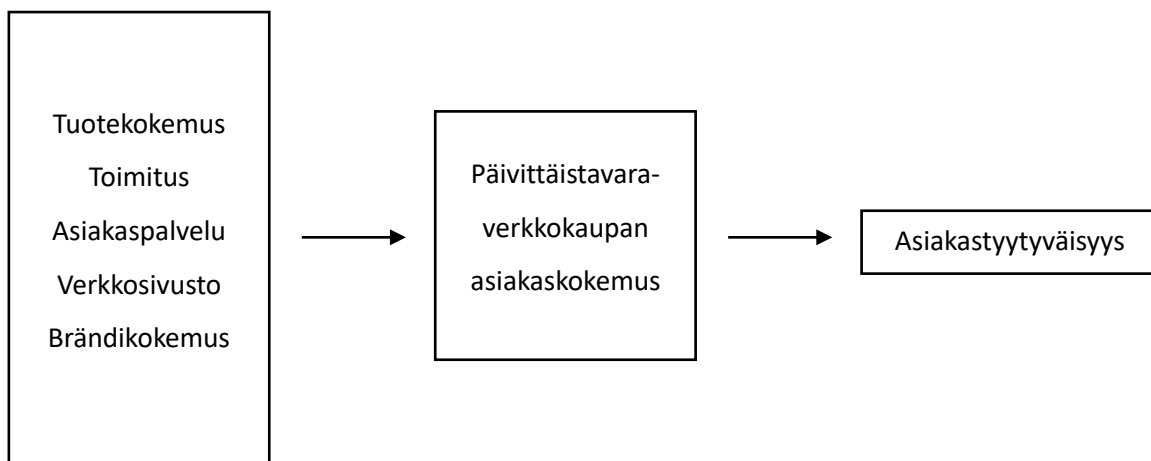 Tuotekokemus
Toimitus
Asiakaspalvelu
Verkkosivusto
Brändikokemus
Päivittäistavara-
verkkokaupan
asiakaskokemus
Asiakastyytyväisyys